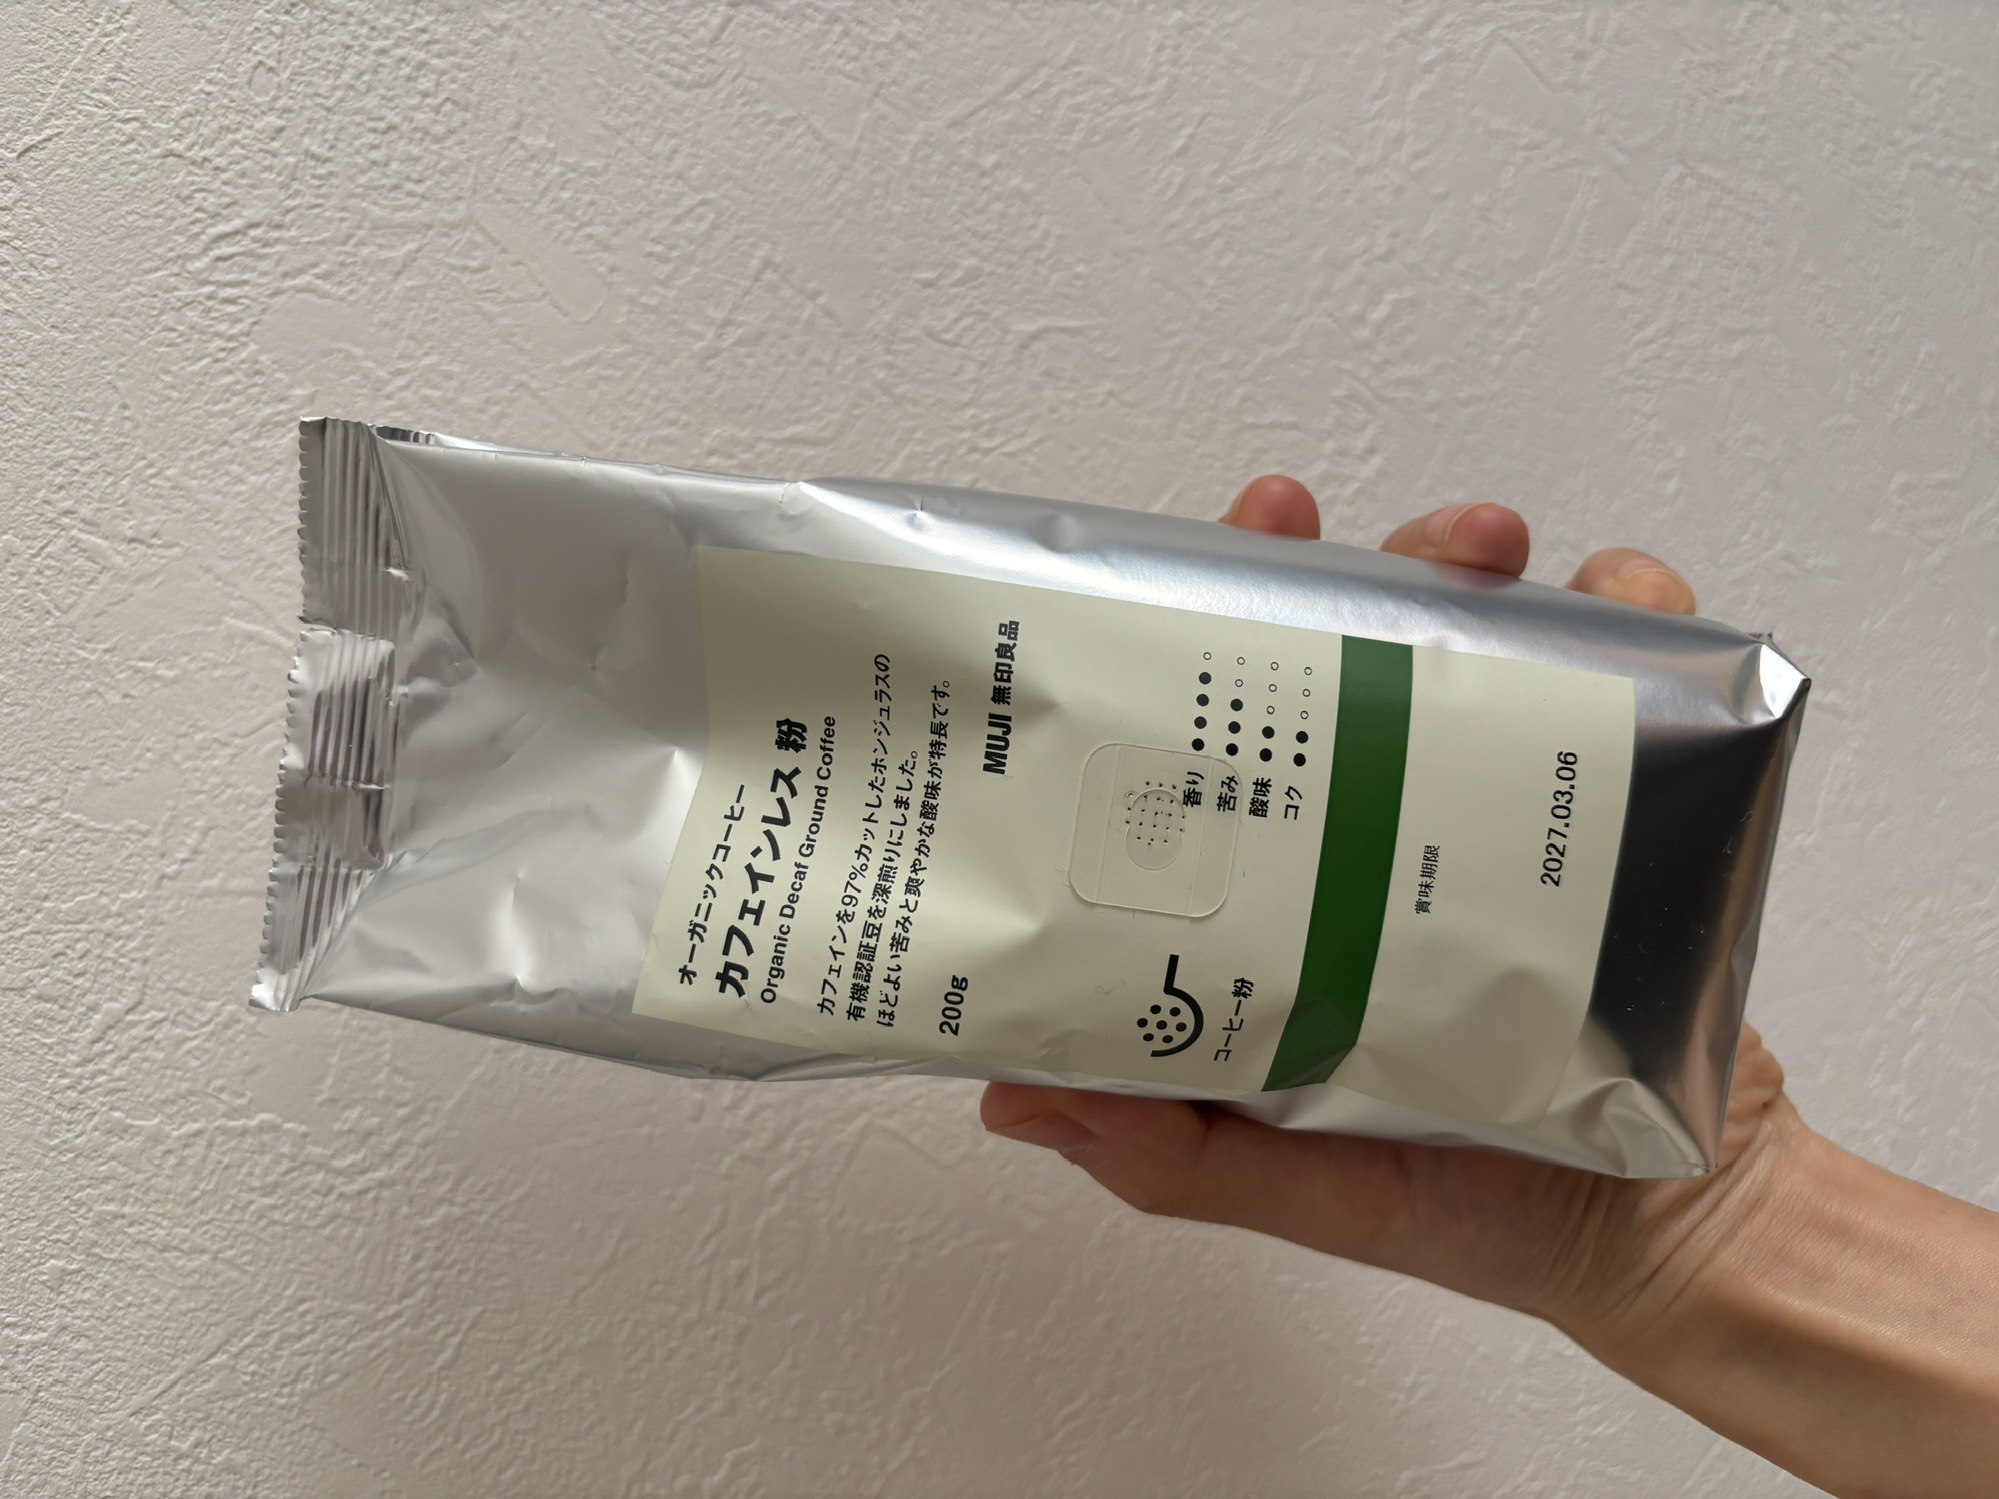 オーガニックコーヒー
カフェインレス 粉
Organic Decaf Ground Coffee
カフェインを97%カットしたホンジュラスの
有機認証豆を深煎りにしました。
ほどよい苦みと爽やかな酸味が特長です。
200g
MUJI 無印良品
コーヒー粉
香り ●●●●○
苦み ●●●○○
酸味 ●●○○○
コク ●●○○○
賞味期限
2027.03.06